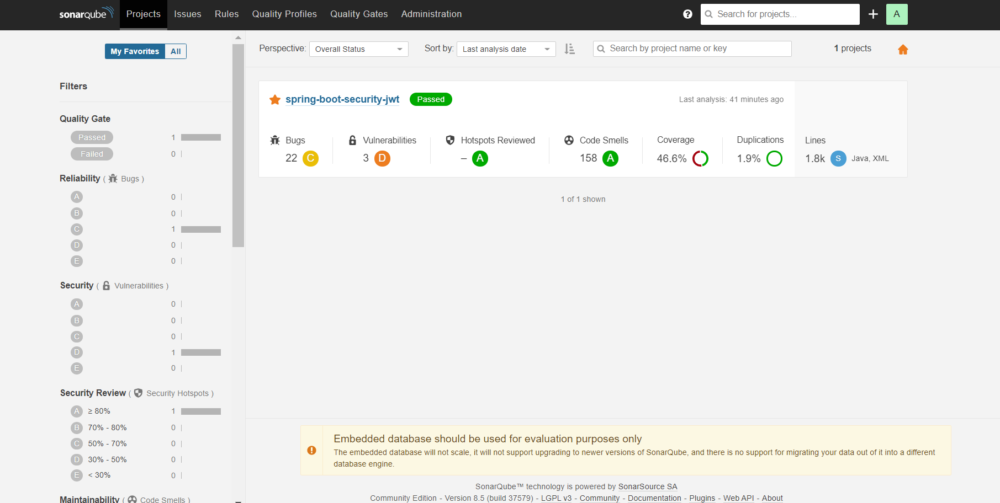 sonarqube Projects Issues Rules Quality Profiles Quality Gates Administration ? Search for projects... + A
My Favorites All
Perspective: Overall Status Sort by: Last analysis date Search by project name or key 1 projects
Filters
Quality Gate
Passed 1
Failed 0
Reliability ( Bugs )
A 0
B 0
C 1
D 0
E 0
Security ( Vulnerabilities )
A 0
B 0
C 0
D 1
E 0
Security Review ( Security Hotspots )
A ≥ 80% 1
B 70% - 80% 0
C 50% - 70% 0
D 30% - 50% 0
E < 30% 0
Maintainability ( Code Smells )
spring-boot-security-jwt Passed Last analysis: 41 minutes ago
Bugs Vulnerabilities Hotspots Reviewed Code Smells Coverage Duplications Lines
22 C 3 D – A 158 A 46.6% 1.9% 1.8k S Java, XML
1 of 1 shown
Embedded database should be used for evaluation purposes only
The embedded database will not scale, it will not support upgrading to newer versions of SonarQube, and there is no support for migrating your data out of it into a different
database engine.
SonarQube™ technology is powered by SonarSource SA
Community Edition - Version 8.5 (build 37579) - LGPL v3 - Community - Documentation - Plugins - Web API - About